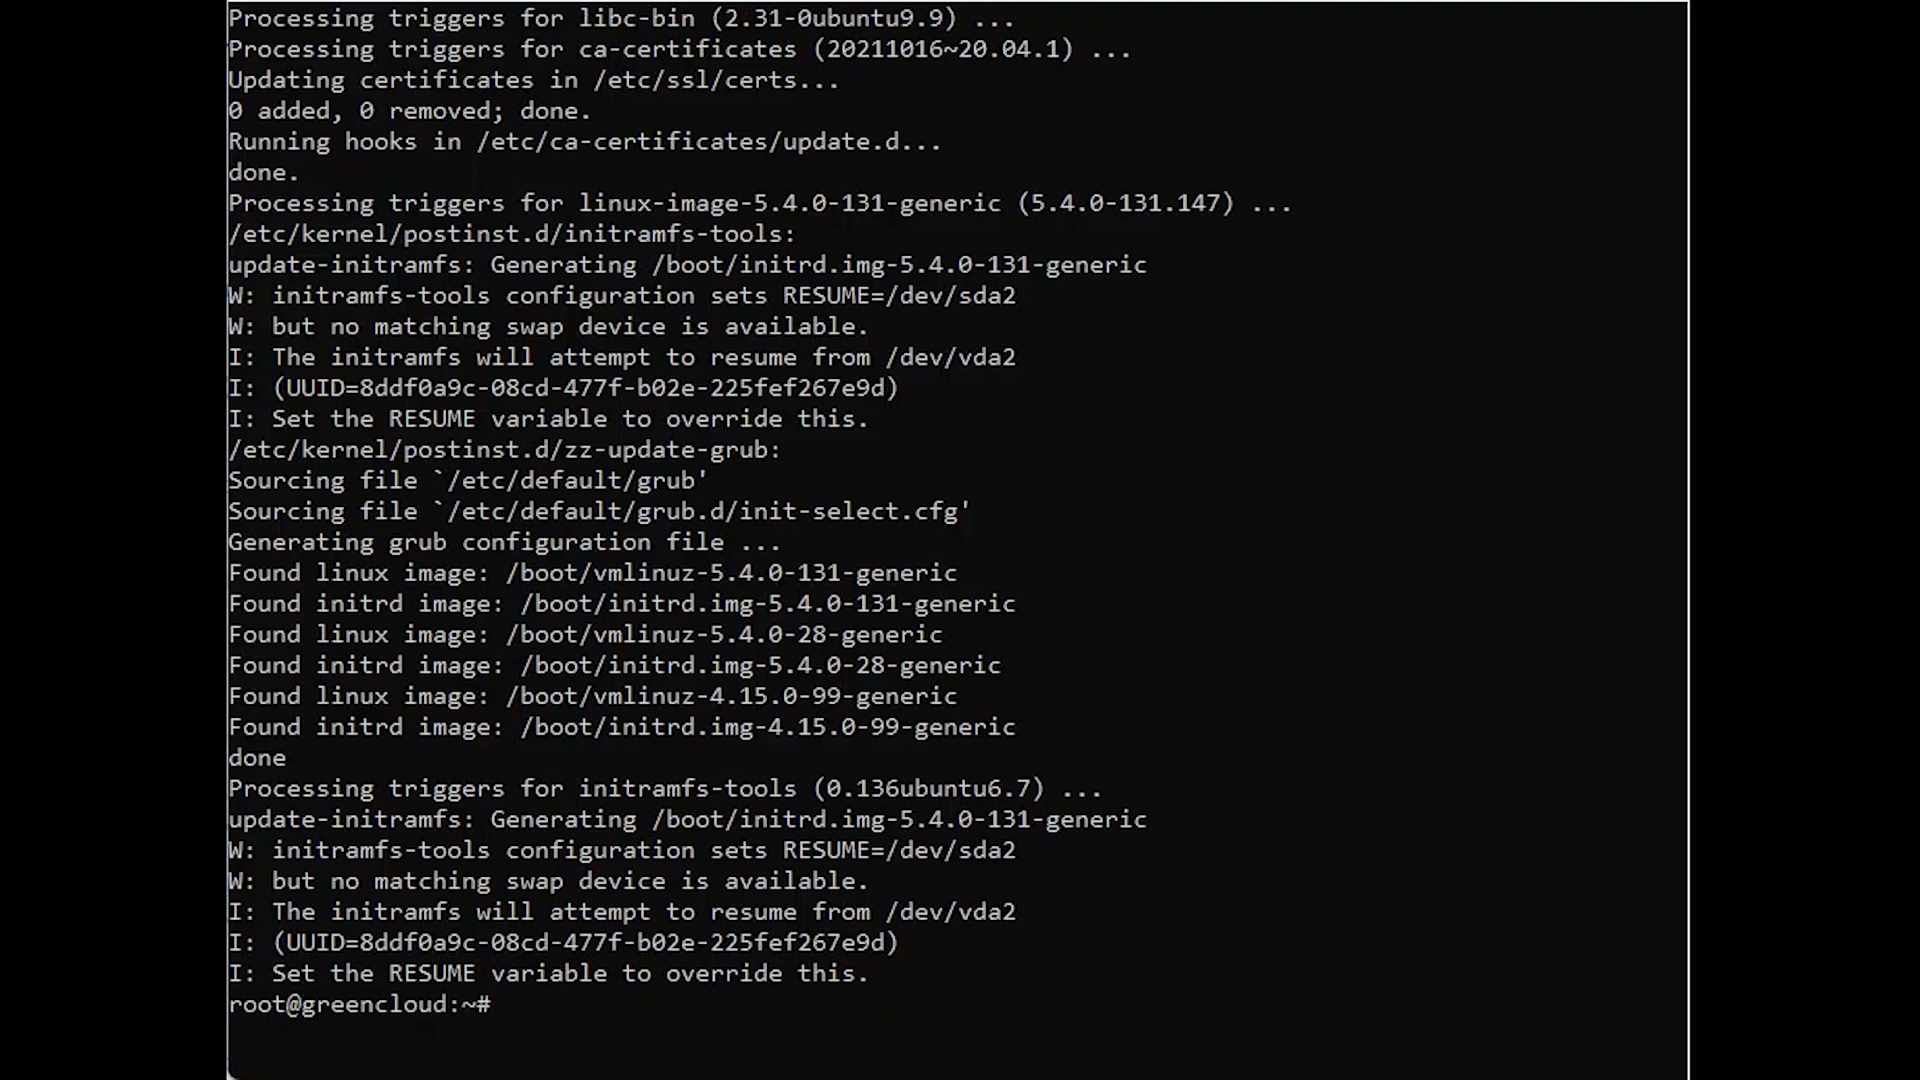 Processing triggers for libc-bin (2.31-0ubuntu9.9) ...
Processing triggers for ca-certificates (20211016~20.04.1) ...
Updating certificates in /etc/ssl/certs...
0 added, 0 removed; done.
Running hooks in /etc/ca-certificates/update.d...
done.
Processing triggers for linux-image-5.4.0-131-generic (5.4.0-131.147) ...
/etc/kernel/postinst.d/initramfs-tools:
update-initramfs: Generating /boot/initrd.img-5.4.0-131-generic
W: initramfs-tools configuration sets RESUME=/dev/sda2
W: but no matching swap device is available.
I: The initramfs will attempt to resume from /dev/vda2
I: (UUID=8ddf0a9c-08cd-477f-b02e-225fef267e9d)
I: Set the RESUME variable to override this.
/etc/kernel/postinst.d/zz-update-grub:
Sourcing file `/etc/default/grub'
Sourcing file `/etc/default/grub.d/init-select.cfg'
Generating grub configuration file ...
Found linux image: /boot/vmlinuz-5.4.0-131-generic
Found initrd image: /boot/initrd.img-5.4.0-131-generic
Found linux image: /boot/vmlinuz-5.4.0-28-generic
Found initrd image: /boot/initrd.img-5.4.0-28-generic
Found linux image: /boot/vmlinuz-4.15.0-99-generic
Found initrd image: /boot/initrd.img-4.15.0-99-generic
done
Processing triggers for initramfs-tools (0.136ubuntu6.7) ...
update-initramfs: Generating /boot/initrd.img-5.4.0-131-generic
W: initramfs-tools configuration sets RESUME=/dev/sda2
W: but no matching swap device is available.
I: The initramfs will attempt to resume from /dev/vda2
I: (UUID=8ddf0a9c-08cd-477f-b02e-225fef267e9d)
I: Set the RESUME variable to override this.
root@greencloud:~#